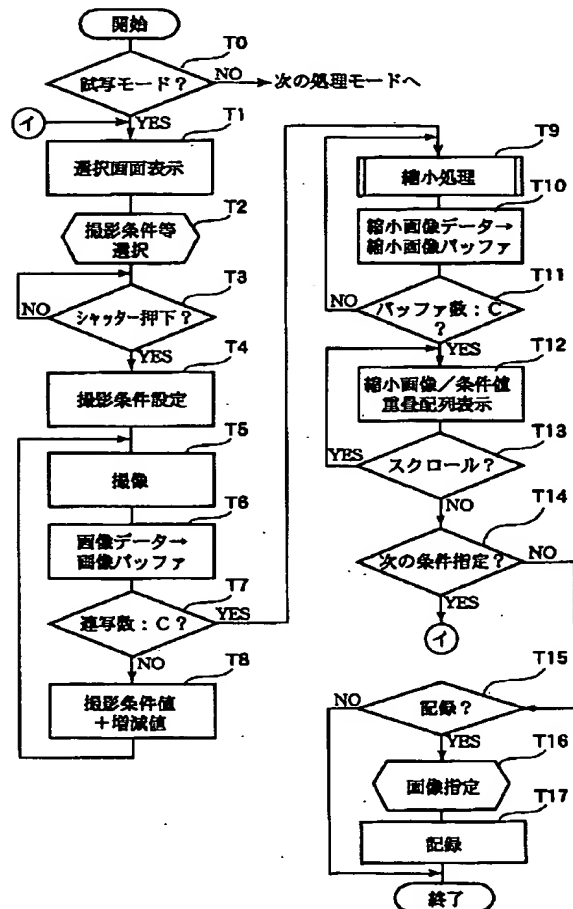 開始
T0
試写モード?
NO
次の処理モードへ
YES
イ
T1
選択画面表示
T2
撮影条件等
選択
T3
シャッター押下?
NO
YES
T4
撮影条件設定
T5
撮像
T6
画像データ→
画像バッファ
T7
連写数:C?
YES
NO
T8
撮影条件値
+増減値
T9
縮小処理
T10
縮小画像データ→
縮小画像バッファ
T11
バッファ数:C
?
NO
YES
T12
縮小画像/条件値
重畳配列表示
T13
スクロール?
YES
NO
T14
次の条件指定?
NO
YES
イ
T15
記録?
NO
YES
T16
画像指定
T17
記録
終了